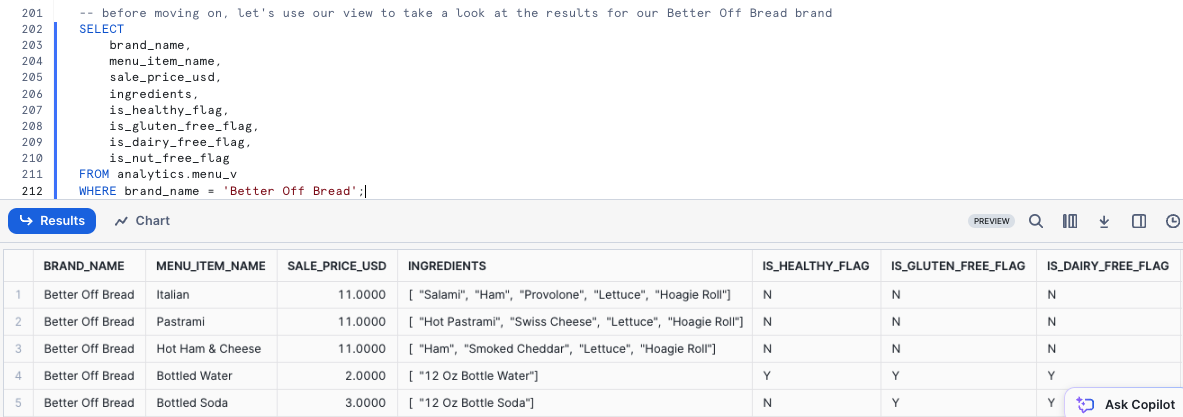 201 -- before moving on, let's use our view to take a look at the results for our Better Off Bread brand
202 SELECT
203 brand_name,
204 menu_item_name,
205 sale_price_usd,
206 ingredients,
207 is_healthy_flag,
208 is_gluten_free_flag,
209 is_dairy_free_flag,
210 is_nut_free_flag
211 FROM analytics.menu_v
212 WHERE brand_name = 'Better Off Bread';
Results Chart PREVIEW
BRAND_NAME MENU_ITEM_NAME SALE_PRICE_USD INGREDIENTS IS_HEALTHY_FLAG IS_GLUTEN_FREE_FLAG IS_DAIRY_FREE_FLAG
1 Better Off Bread Italian 11.0000 [ "Salami", "Ham", "Provolone", "Lettuce", "Hoagie Roll"] N N N
2 Better Off Bread Pastrami 11.0000 [ "Hot Pastrami", "Swiss Cheese", "Lettuce", "Hoagie Roll"] N N N
3 Better Off Bread Hot Ham & Cheese 11.0000 [ "Ham", "Smoked Cheddar", "Lettuce", "Hoagie Roll"] N N N
4 Better Off Bread Bottled Water 2.0000 [ "12 Oz Bottle Water"] Y Y Y
5 Better Off Bread Bottled Soda 3.0000 [ "12 Oz Bottle Soda"] N Y Y
Ask Copilot